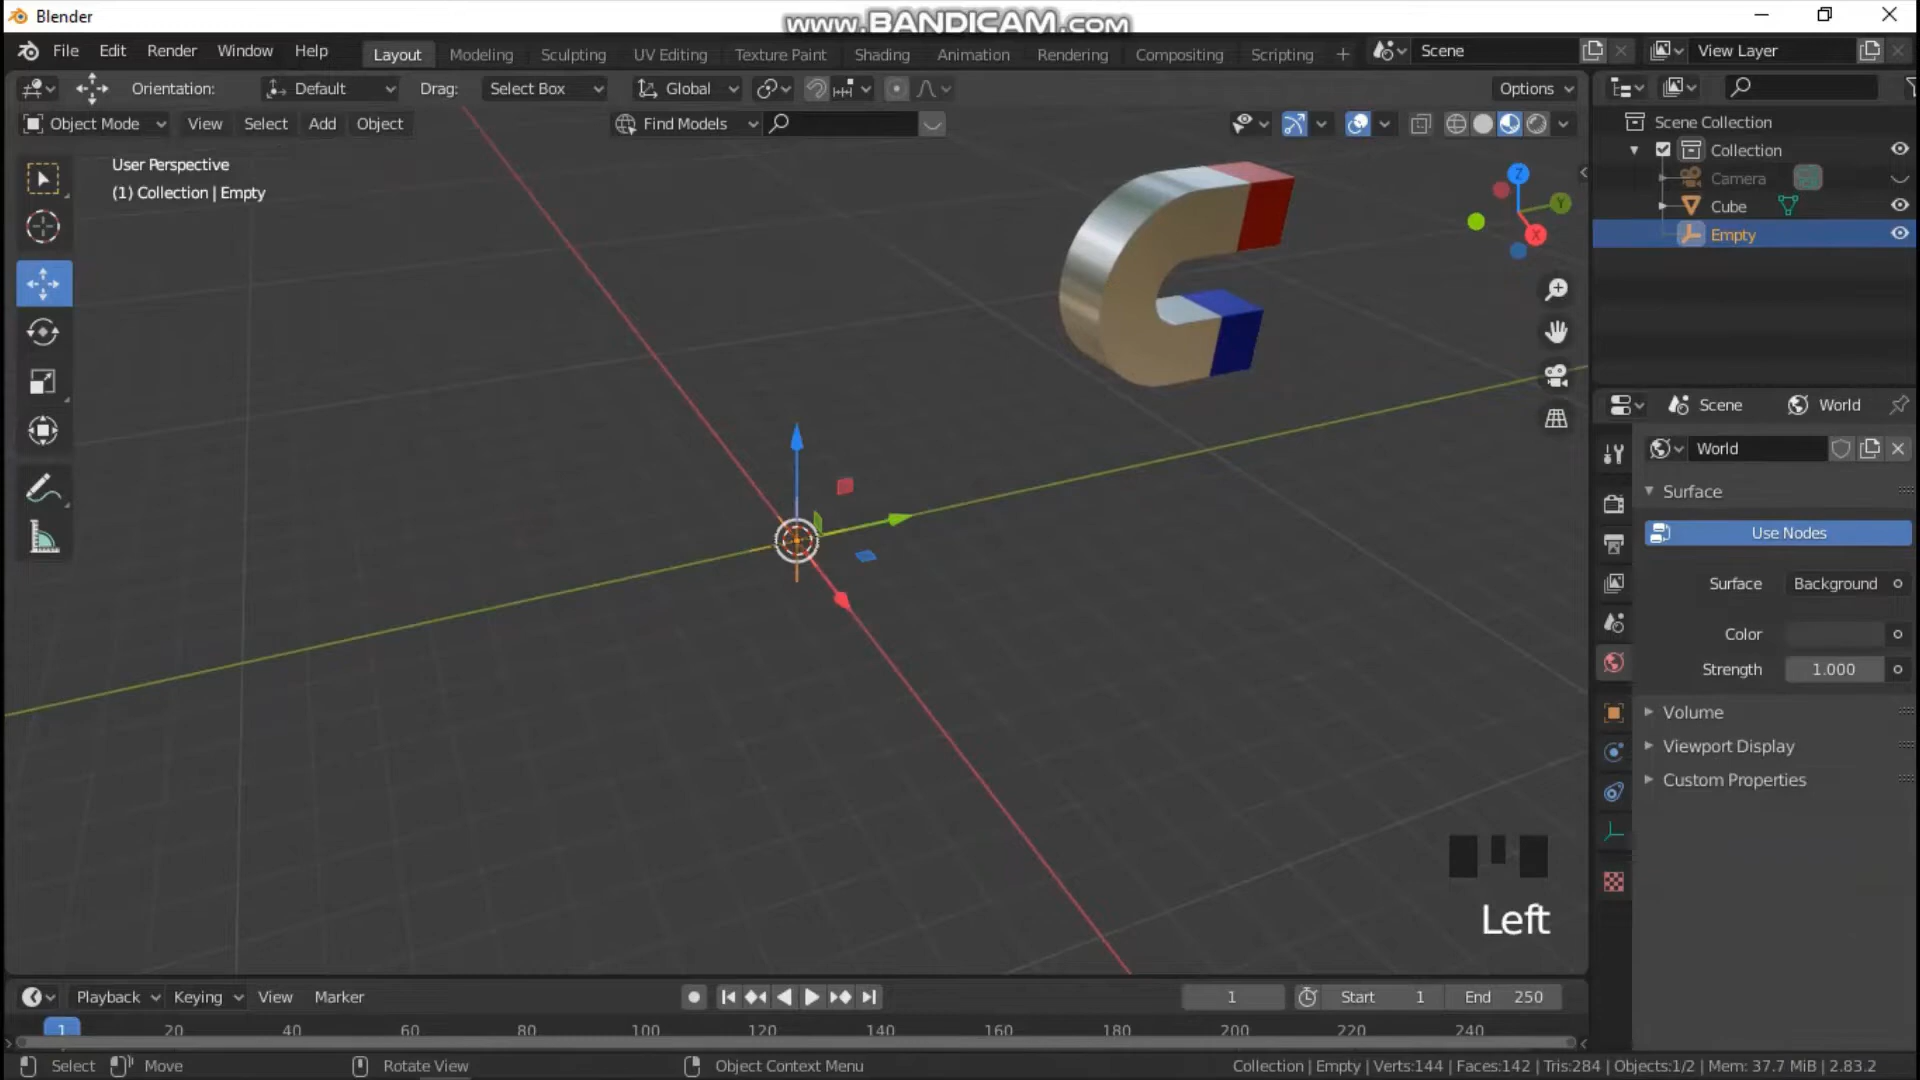 Blender
www.BANDICAM.com
File Edit Render Window Help
Layout Modeling Sculpting UV Editing Texture Paint Shading Animation Rendering Compositing Scripting +
Scene
View Layer
Orientation: Default Drag: Select Box Global Options
Object Mode View Select Add Object Find Models
User Perspective
(1) Collection | Empty
Z
Y
X
Scene Collection
Collection
Camera
Cube
Empty
Scene World
World
Surface
Use Nodes
Surface Background
Color
Strength 1.000
Volume
Viewport Display
Custom Properties
Left
Playback Keying View Marker
1 Start 1 End 250
1 20 40 60 80 100 120 140 160 180 200 220 240
Select Move Rotate View Object Context Menu
Collection | Empty | Verts:144 | Faces:142 | Tris:284 | Objects:1/2 | Mem: 37.7 MiB | 2.83.2